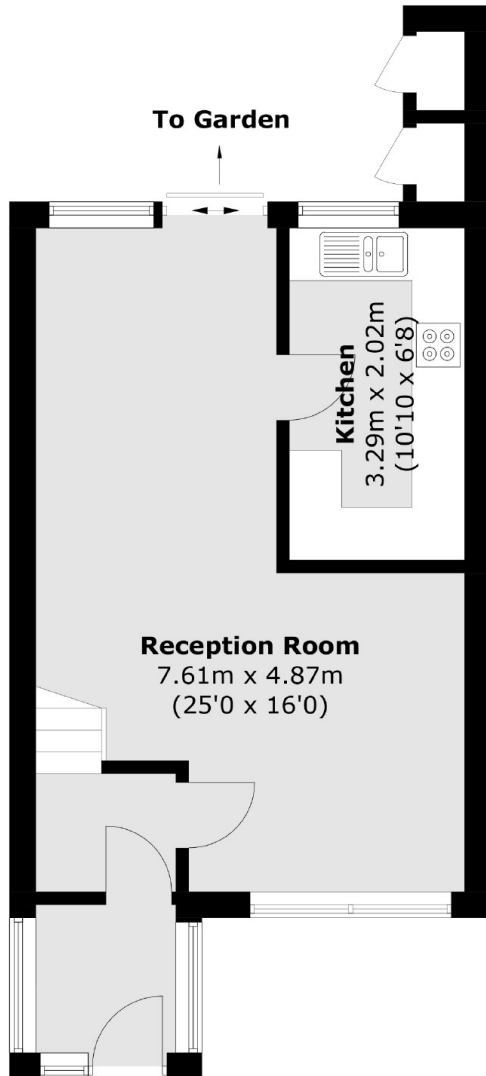 To Garden
Kitchen
3.29m x 2.02m
(10'10 x 6'8)
Reception Room
7.61m x 4.87m
(25'0 x 16'0)